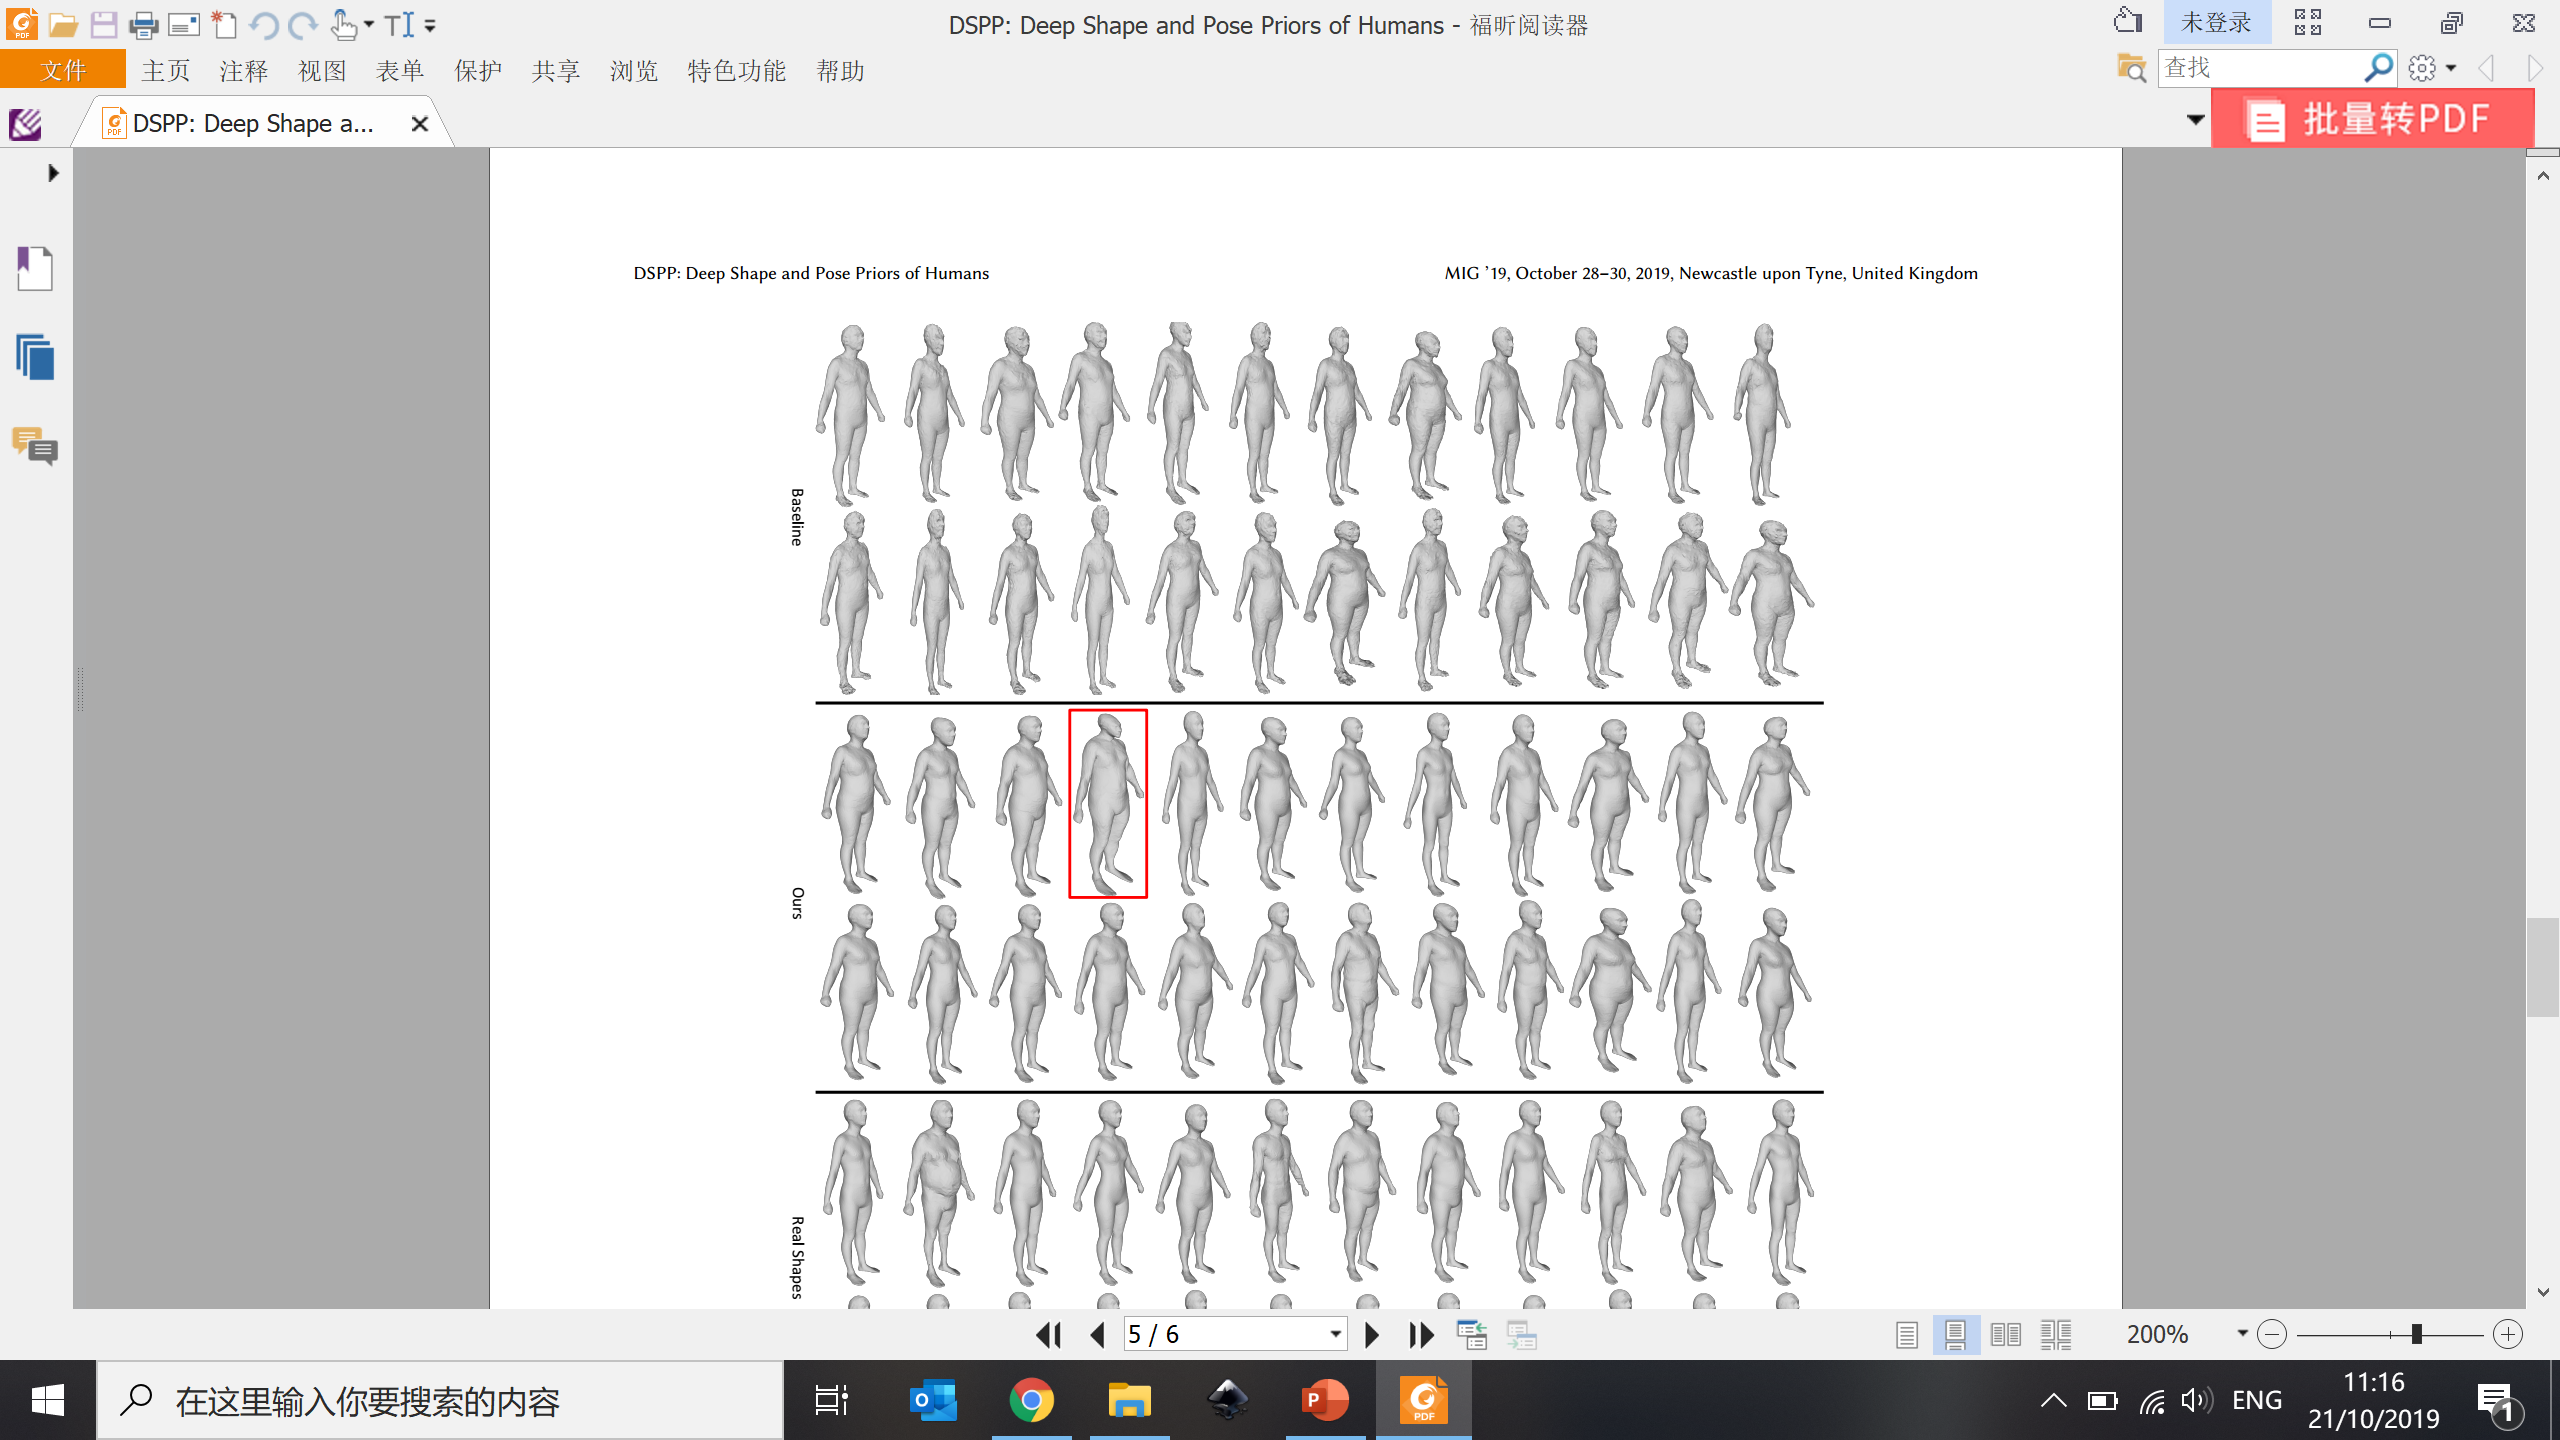 DSPP: Deep Shape and Pose Priors of Humans - 福昕阅读器
未登录
文件 主页 注释 视图 表单 保护 共享 浏览 特色功能 帮助
查找
DSPP: Deep Shape a...
批量转PDF
DSPP: Deep Shape and Pose Priors of Humans
MIG ’19, October 28–30, 2019, Newcastle upon Tyne, United Kingdom
Baseline
Ours
Real Shapes
5 / 6
200%
在这里输入你要搜索的内容
ENG
11:16
21/10/2019
1